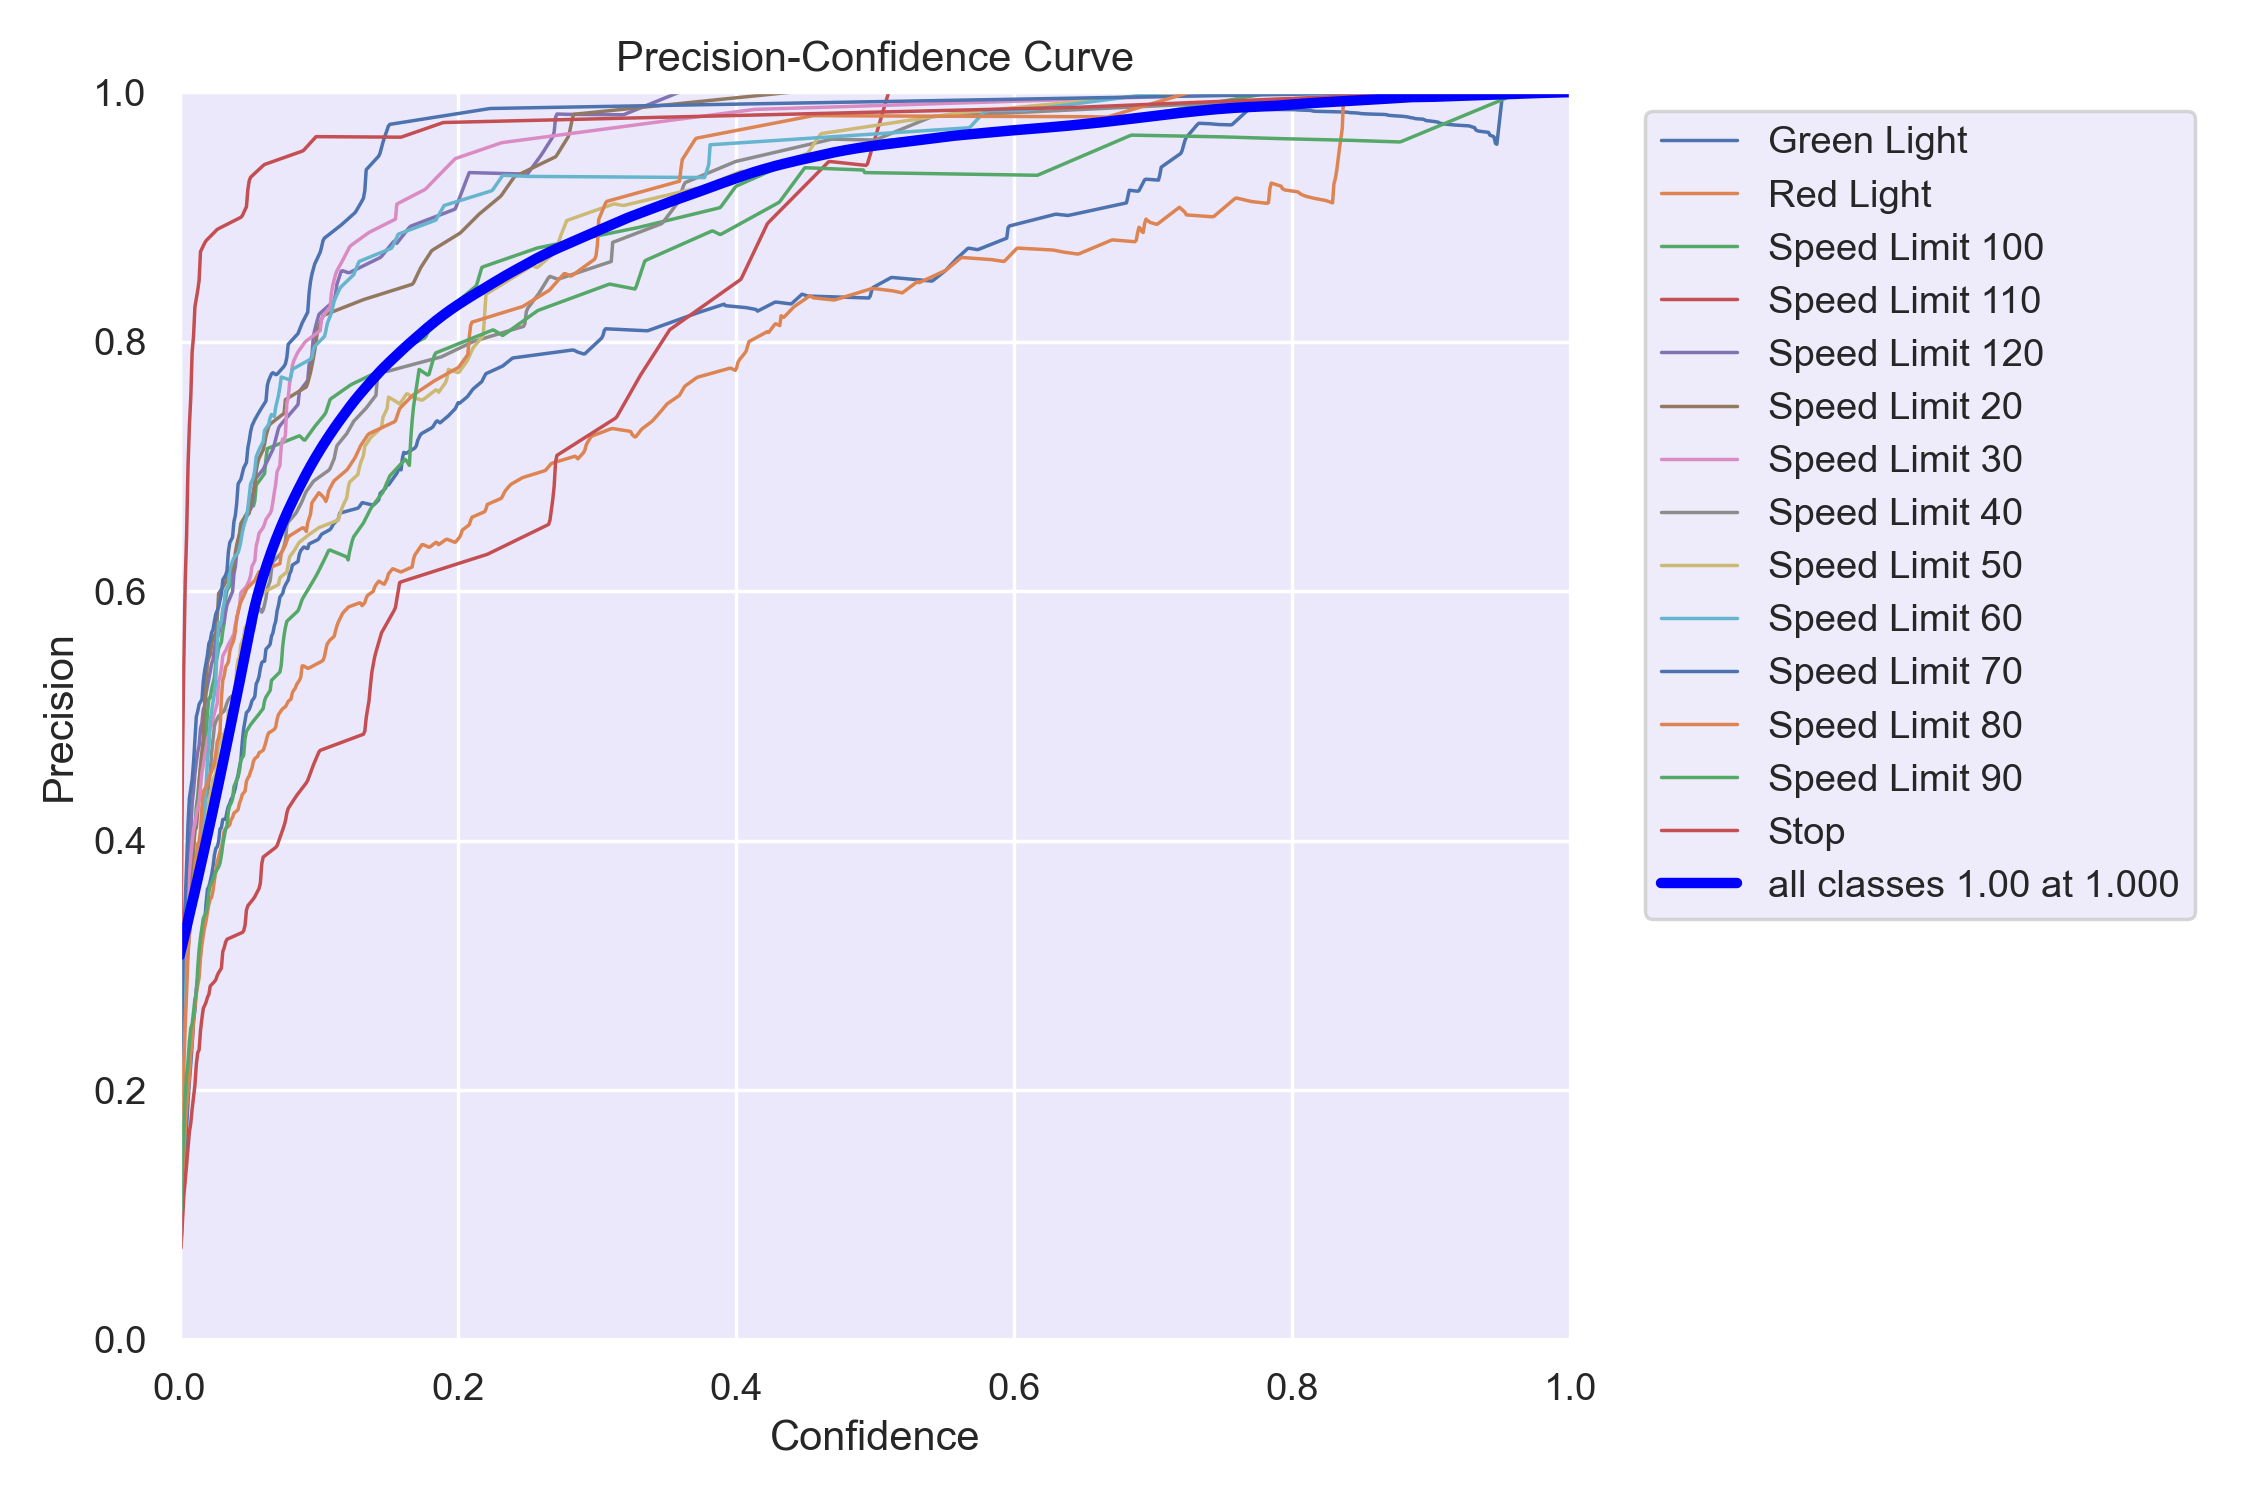 Precision-Confidence Curve
1.0
0.8
0.6
0.4
0.2
0.0
Precision
0.0 0.2 0.4 0.6 0.8 1.0
Confidence
Green Light
Red Light
Speed Limit 100
Speed Limit 110
Speed Limit 120
Speed Limit 20
Speed Limit 30
Speed Limit 40
Speed Limit 50
Speed Limit 60
Speed Limit 70
Speed Limit 80
Speed Limit 90
Stop
all classes 1.00 at 1.000